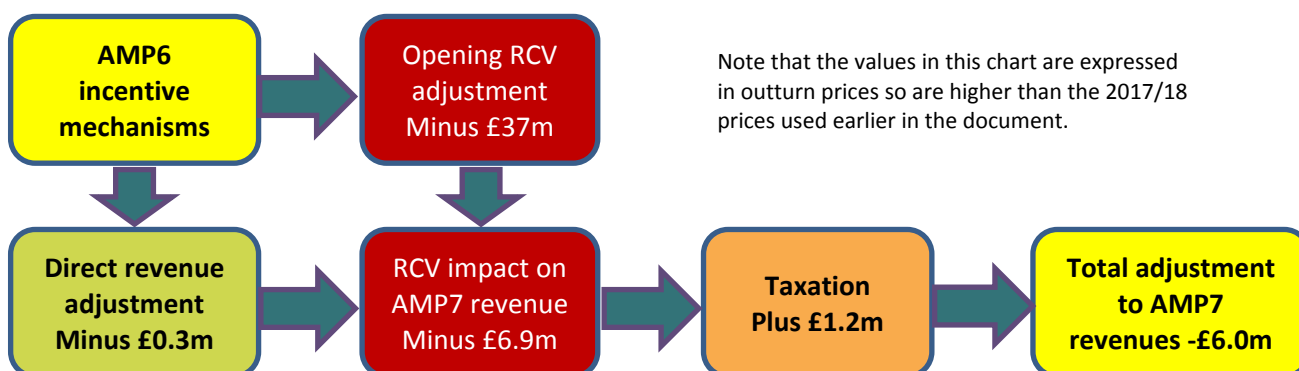 AMP6
incentive
mechanisms
Opening RCV
adjustment
Minus £37m
Note that the values in this chart are expressed
in outturn prices so are higher than the 2017/18
prices used earlier in the document.
Direct revenue
adjustment
Minus £0.3m
RCV impact on
AMP7 revenue
Minus £6.9m
Taxation
Plus £1.2m
Total adjustment
to AMP7
revenues -£6.0m